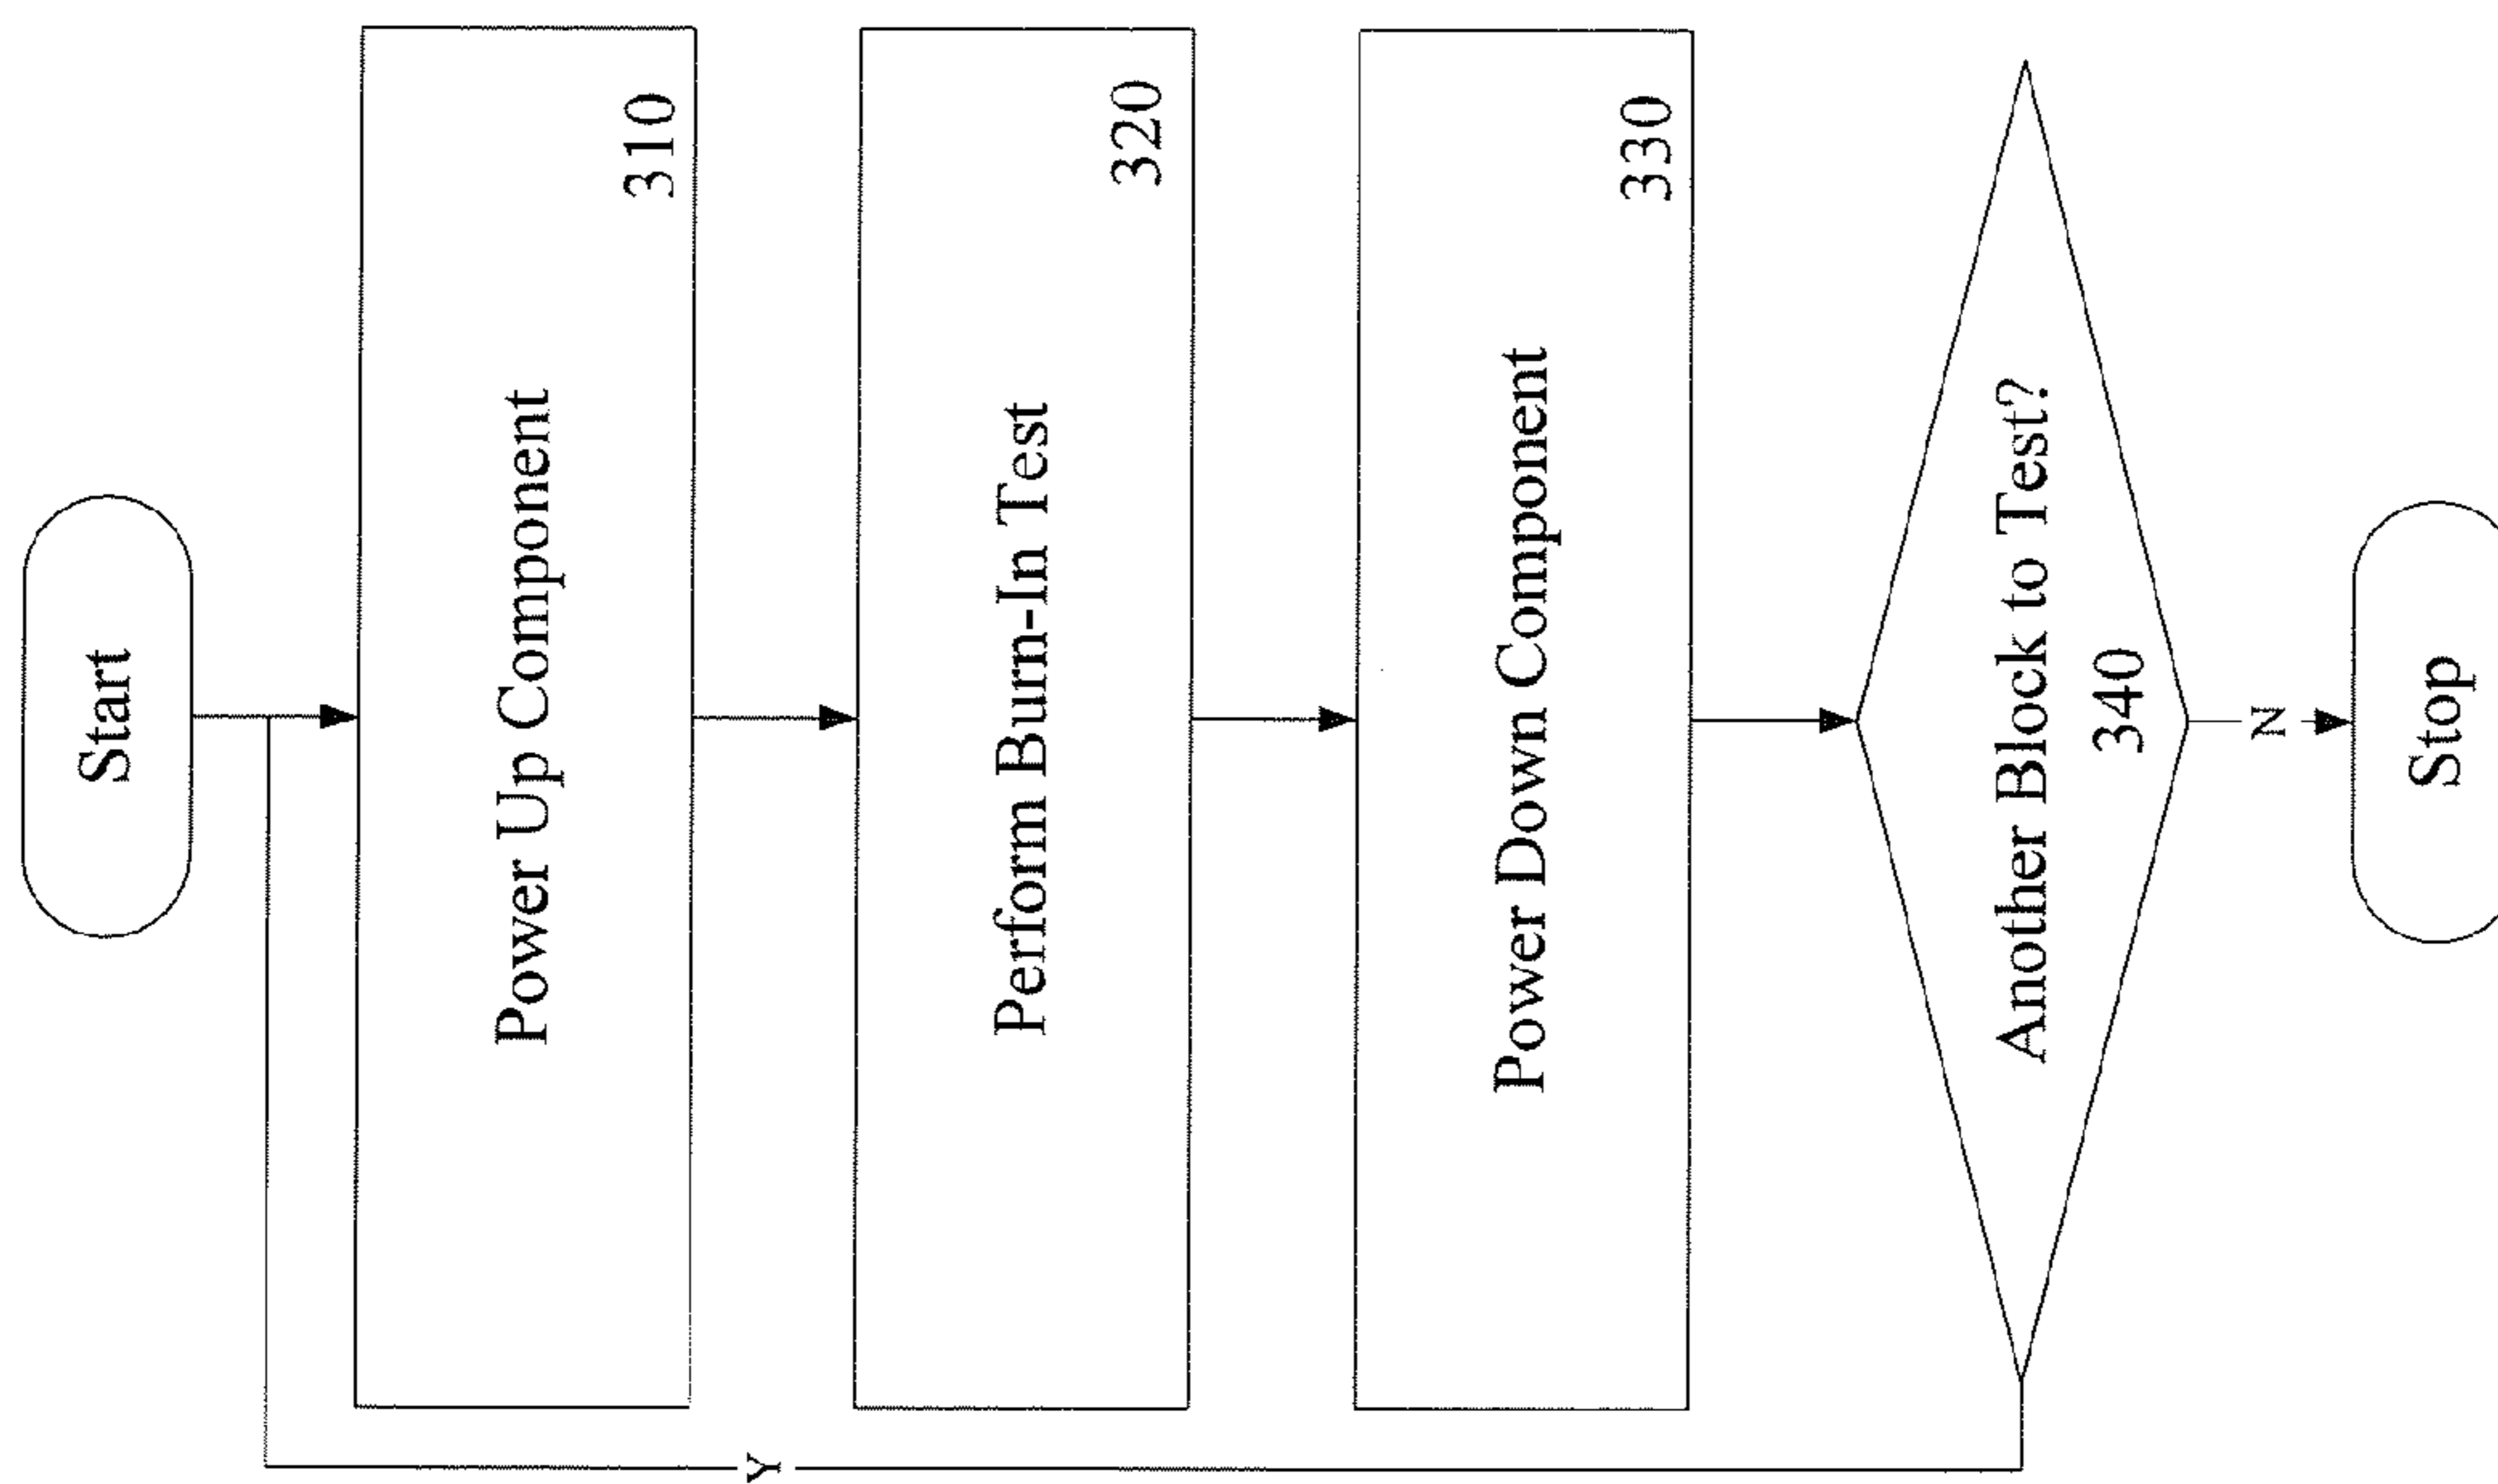 Start
Power Up Component
310
Perform Burn-In Test
320
Power Down Component
330
Another Block to Test?
340
Y
N
Stop